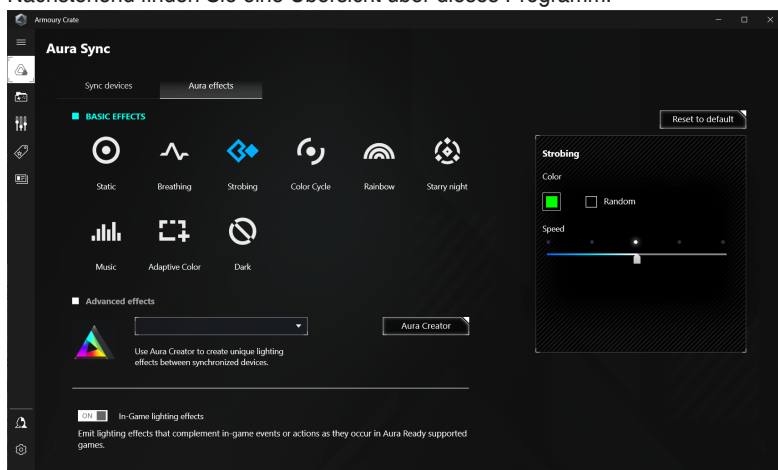 Nachstehend finden Sie eine Übersicht über dieses Programm:
Armoury Crate
Aura Sync
Sync devices
Aura effects
BASIC EFFECTS
Static
Breathing
Strobing
Color Cycle
Rainbow
Starry night
Music
Adaptive Color
Dark
Advanced effects
Aura Creator
Use Aura Creator to create unique lighting
effects between synchronized devices.
ON
In-Game lighting effects
Emit lighting effects that complement in-game events or actions as they occur in Aura Ready supported
games.
Reset to default
Strobing
Color
Random
Speed